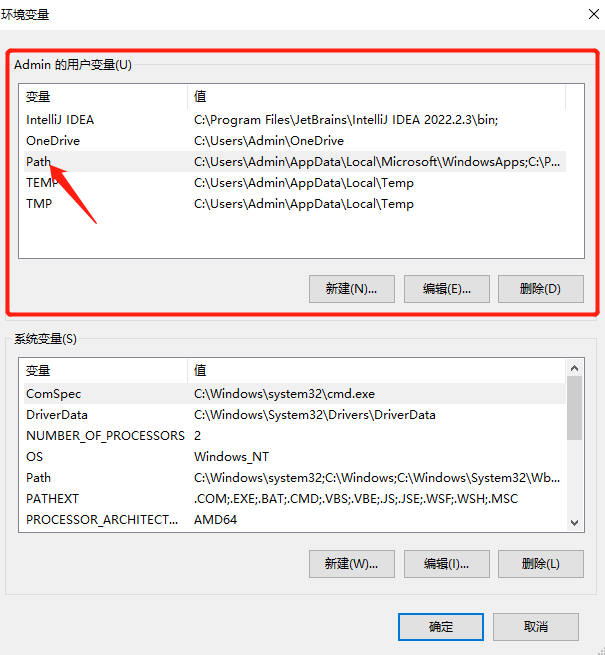 环境变量
Admin 的用户变量(U)
变量 值
IntelliJ IDEA C:\Program Files\JetBrains\IntelliJ IDEA 2022.2.3\bin;
OneDrive C:\Users\Admin\OneDrive
Path C:\Users\Admin\AppData\Local\Microsoft\WindowsApps;C:\P...
TEMP C:\Users\Admin\AppData\Local\Temp
TMP C:\Users\Admin\AppData\Local\Temp
新建(N)... 编辑(E)... 删除(D)
系统变量(S)
变量 值
ComSpec C:\Windows\system32\cmd.exe
DriverData C:\Windows\System32\Drivers\DriverData
NUMBER_OF_PROCESSORS 2
OS Windows_NT
Path C:\Windows\system32;C:\Windows;C:\Windows\System32\Wb...
PATHEXT .COM;.EXE;.BAT;.CMD;.VBS;.VBE;.JS;.JSE;.WSF;.WSH;.MSC
PROCESSOR_ARCHITECT... AMD64
新建(W)... 编辑(I)... 删除(L)
确定 取消